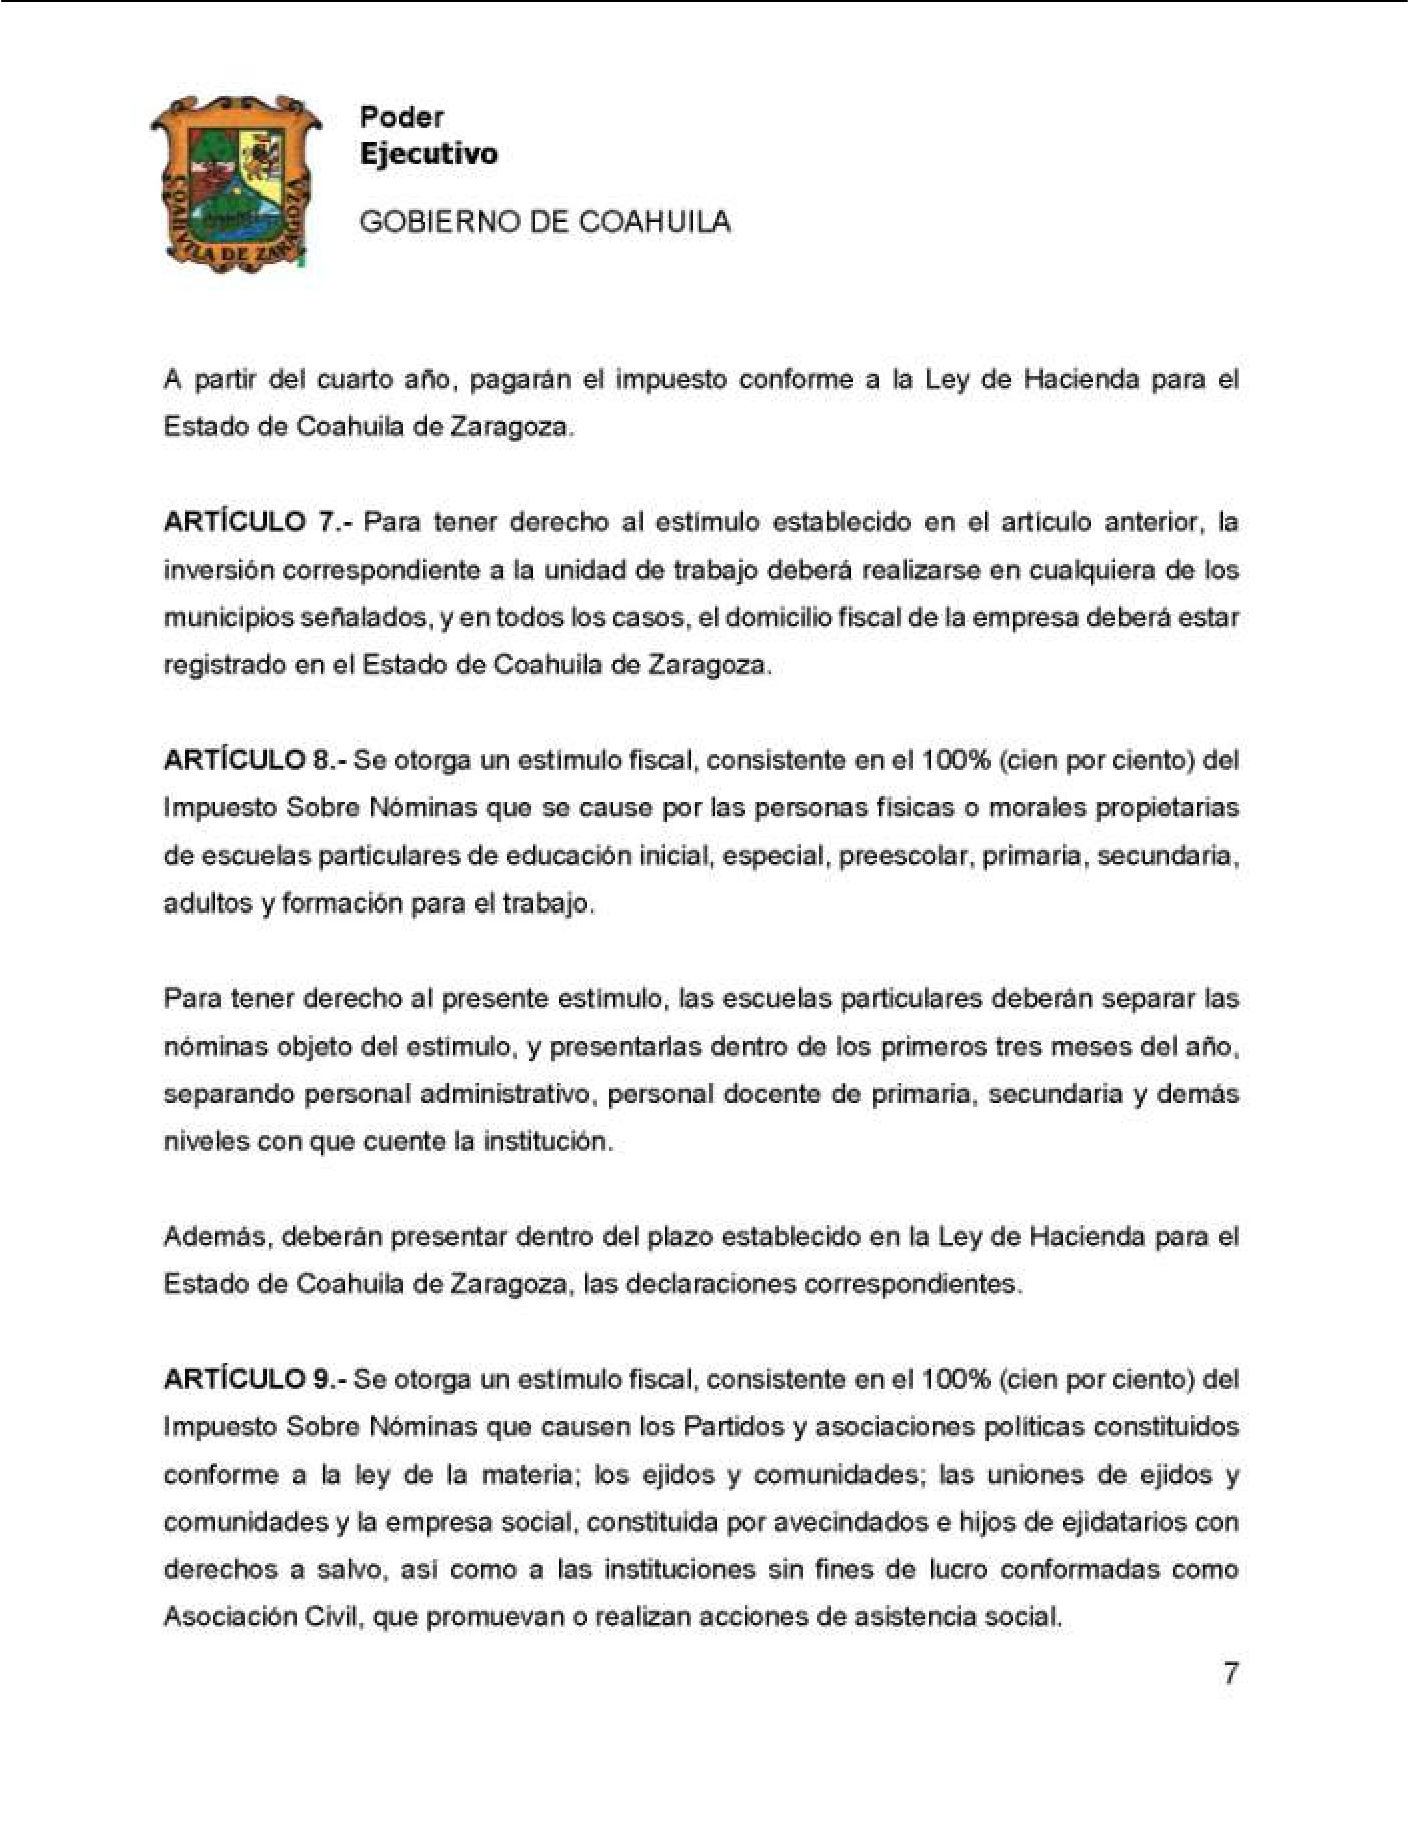 Poder
Ejecutivo
GOBIERNO DE COAHUILA
COAHVILA DE ZARAGOZA
A partir del cuarto año, pagarán el impuesto conforme a la Ley de Hacienda para el
Estado de Coahuila de Zaragoza.
ARTÍCULO 7.- Para tener derecho al estímulo establecido en el artículo anterior, la
inversión correspondiente a la unidad de trabajo deberá realizarse en cualquiera de los
municipios señalados, y en todos los casos, el domicilio fiscal de la empresa deberá estar
registrado en el Estado de Coahuila de Zaragoza.
ARTÍCULO 8.- Se otorga un estímulo fiscal, consistente en el 100% (cien por ciento) del
Impuesto Sobre Nóminas que se cause por las personas físicas o morales propietarias
de escuelas particulares de educación inicial, especial, preescolar, primaria, secundaria,
adultos y formación para el trabajo.
Para tener derecho al presente estímulo, las escuelas particulares deberán separar las
nóminas objeto del estímulo, y presentarlas dentro de los primeros tres meses del año,
separando personal administrativo, personal docente de primaria, secundaria y demás
niveles con que cuente la institución.
Además, deberán presentar dentro del plazo establecido en la Ley de Hacienda para el
Estado de Coahuila de Zaragoza, las declaraciones correspondientes.
ARTÍCULO 9.- Se otorga un estímulo fiscal, consistente en el 100% (cien por ciento) del
Impuesto Sobre Nóminas que causen los Partidos y asociaciones políticas constituidos
conforme a la ley de la materia; los ejidos y comunidades; las uniones de ejidos y
comunidades y la empresa social, constituida por avecindados e hijos de ejidatarios con
derechos a salvo, así como a las instituciones sin fines de lucro conformadas como
Asociación Civil, que promuevan o realizan acciones de asistencia social.
7